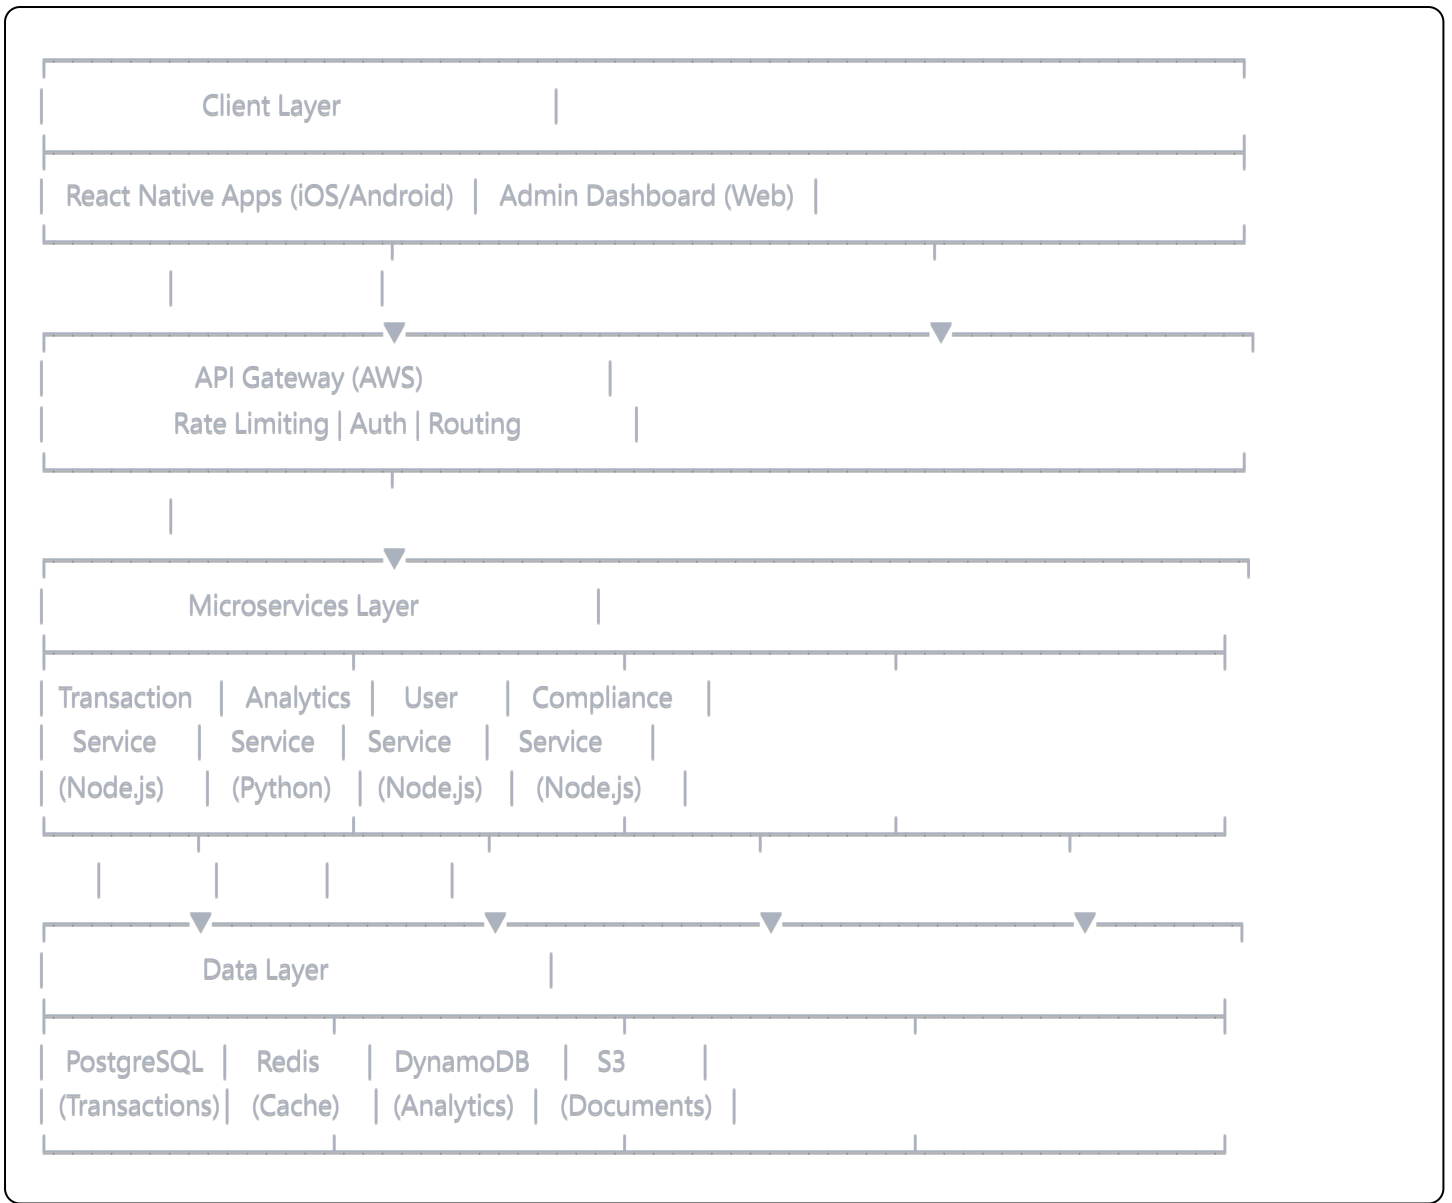 Client Layer
React Native Apps (iOS/Android) | Admin Dashboard (Web) |
API Gateway (AWS)
Rate Limiting | Auth | Routing
Microservices Layer
Transaction | Analytics | User | Compliance |
Service | Service | Service | Service |
(Node.js) | (Python) | (Node.js) | (Node.js) |
Data Layer
PostgreSQL | Redis | DynamoDB | S3 |
(Transactions) | (Cache) | (Analytics) | (Documents) |